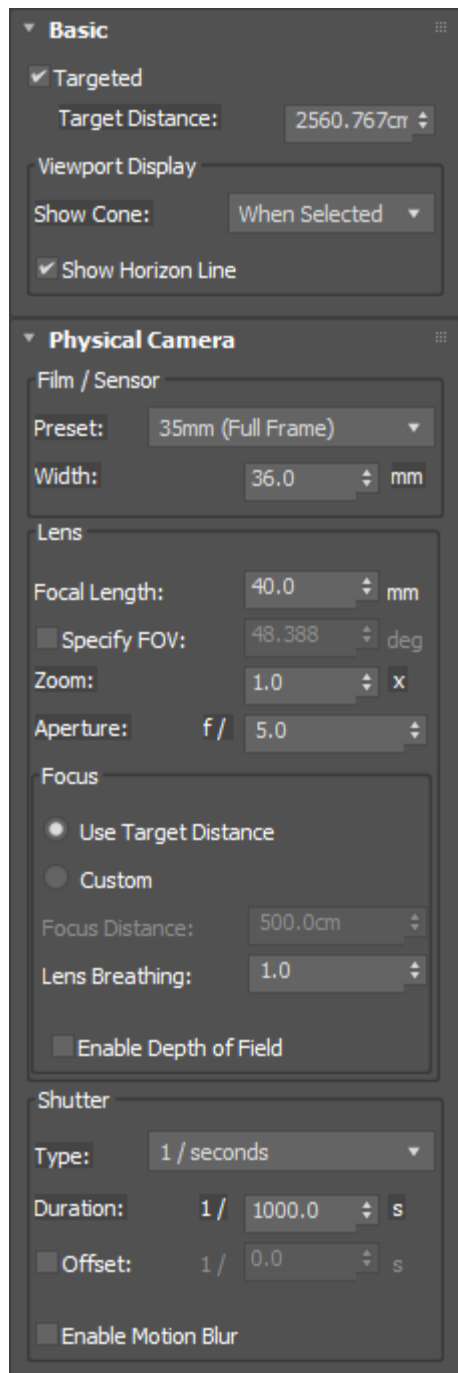 Basic
Targeted
Target Distance: 2560.767cm
Viewport Display
Show Cone: When Selected
Show Horizon Line
Physical Camera
Film / Sensor
Preset: 35mm (Full Frame)
Width: 36.0 mm
Lens
Focal Length: 40.0 mm
Specify FOV: 48.388 deg
Zoom: 1.0 x
Aperture: f / 5.0
Focus
Use Target Distance
Custom
Focus Distance: 500.0cm
Lens Breathing: 1.0
Enable Depth of Field
Shutter
Type: 1 / seconds
Duration: 1 / 1000.0 s
Offset: 1 / 0.0 s
Enable Motion Blur